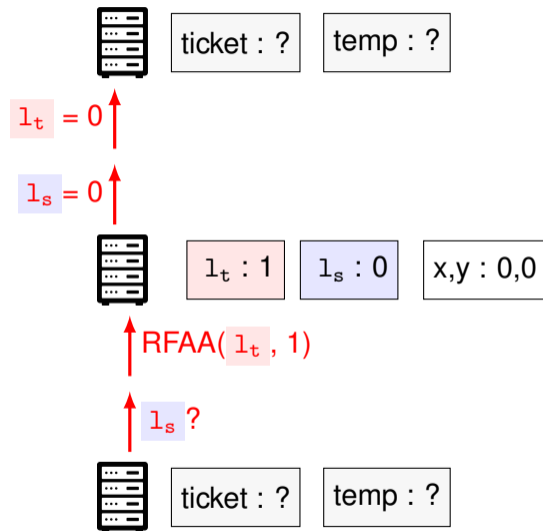 ticket : ? temp : ?
l_t = 0
l_s = 0
l_t : 1 l_s : 0 x,y : 0,0
RFAA( l_t , 1)
l_s ?
ticket : ? temp : ?